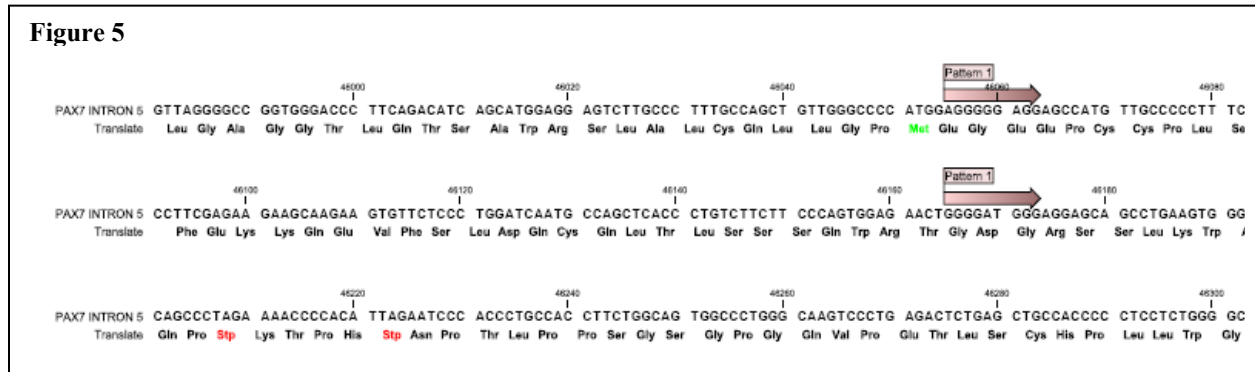 Figure 5
Pattern 1
46000 46020 46040 46060 46080
PAX7 INTRON 5 GTTAGGGGCC GGTGGGACCC TTCAGACATC AGCATGGAGG AGTCTTGCCC TTTGCCAGCT GTTGGGCCCC ATGGAGGGGG AGGAGCCATG TTGCCCCCTT TC
Translate Leu Gly Ala Gly Gly Thr Leu Gln Thr Ser Ala Trp Arg Ser Leu Ala Leu Cys Gln Leu Leu Gly Pro Met Glu Gly Glu Glu Pro Cys Cys Pro Leu Se
Pattern 1
46100 46120 46140 46160 46180
PAX7 INTRON 5 CCTTCGAGAA GAAGCAAGAA GTGTTCTCCC TGGATCAATG CCAGCTCACC CTGTCTTCTT CCCAGTGGAG AACTGGGGAT GGGAGGAGCA GCCTGAAGTG GG
Translate Phe Glu Lys Lys Gln Glu Val Phe Ser Leu Asp Gln Cys Gln Leu Thr Leu Ser Ser Ser Gln Trp Arg Thr Gly Asp Gly Arg Ser Ser Leu Lys Trp
46220 46240 46260 46280 46300
PAX7 INTRON 5 CAGCCCTAGA AAACCCCACA TTAGAATCCC ACCCTGCCAC CTTCTGGCAG TGGCCCTGGG CAAGTCCCTG AGACTCTGAG CTGCCACCCC CTCCTCTGGG GC
Translate Gln Pro Stp Lys Thr Pro His Stp Asn Pro Thr Leu Pro Pro Ser Gly Ser Gly Pro Gly Gln Val Pro Glu Thr Leu Ser Cys His Pro Leu Leu Trp Gly